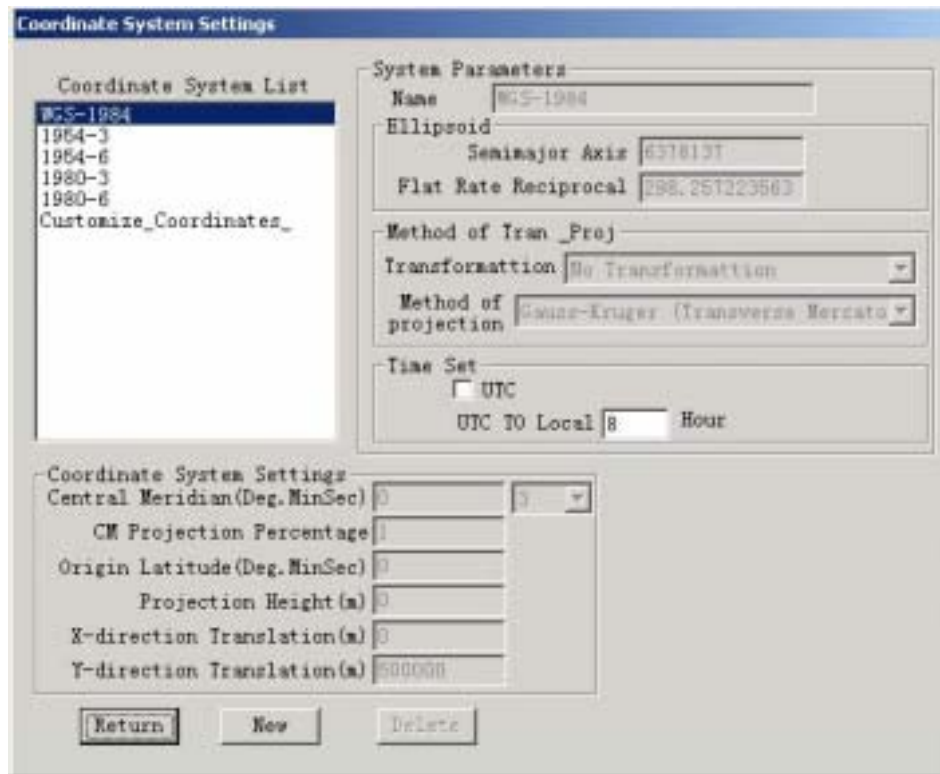 Coordinate System Settings
Coordinate System List
WGS-1984
1954-3
1954-6
1980-3
1980-6
Customize_Coordinates_
System Parameters
Name WGS-1984
Ellipsoid
Semimajor Axis 6378137
Flat Rate Reciprocal 298.257223563
Method of Tran _Proj
Transformattion No Transformattion
Method of projection Gauss-Kruger (Transverse Mercato
Time Set
UTC
UTC TO Local 8 Hour
Coordinate System Settings
Central Meridian(Deg.MinSec) 0 3
CM Projection Percentage 1
Origin Latitude(Deg.MinSec) 0
Projection Height(m) 0
X-direction Translation(m) 0
Y-direction Translation(m) 500000
Return New Delete